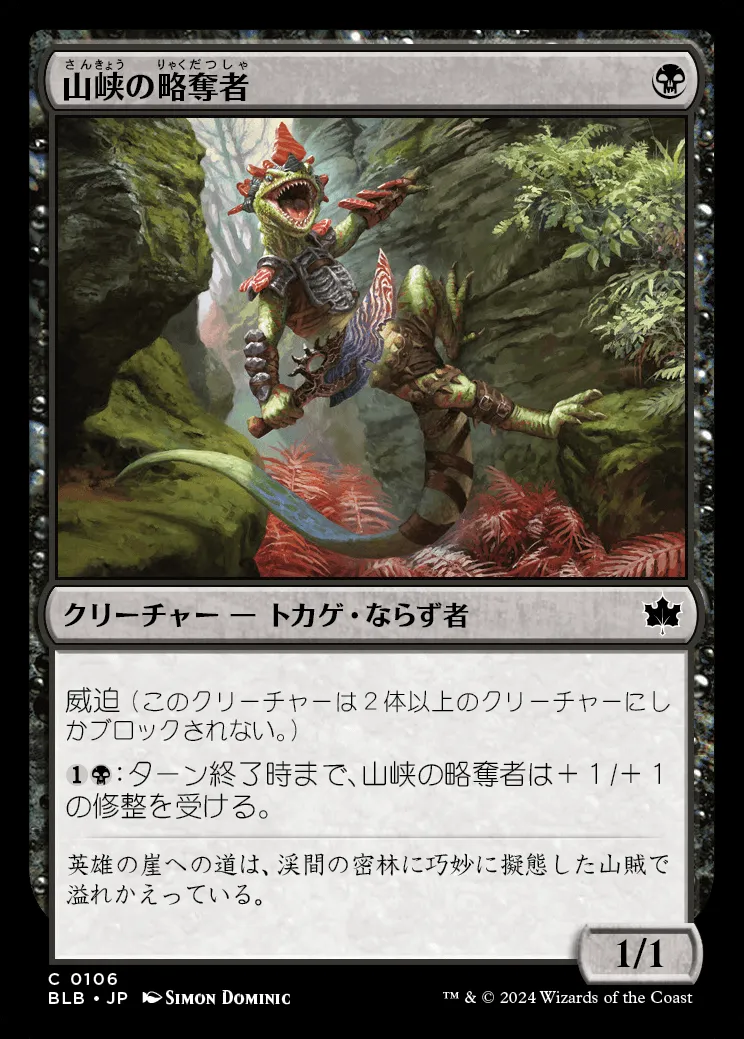 さんきょう りゃくだつしゃ
山峡の略奪者
クリーチャー — トカゲ・ならず者
威迫（このクリーチャーは２体以上のクリーチャーにし
かブロックされない。）
1:ターン終了時まで、山峡の略奪者は＋１/＋１
の修整を受ける。
英雄の崖への道は、渓間の密林に巧妙に擬態した山賊で
溢れかえっている。
1/1
C 0106
BLB • JP SIMON DOMINIC
™ & © 2024 Wizards of the Coast